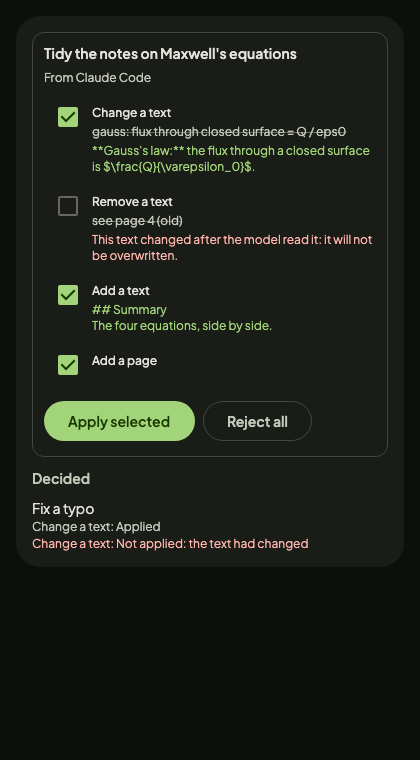 Tidy the notes on Maxwell's equations
From Claude Code
Change a text
gauss: flux through closed surface = Q / eps0
**Gauss's law:** the flux through a closed surface
is $\frac{Q}{\varepsilon_0}$.
Remove a text
see page 4 (old)
This text changed after the model read it: it will not
be overwritten.
Add a text
## Summary
The four equations, side by side.
Add a page
Apply selected
Reject all
Decided
Fix a typo
Change a text: Applied
Change a text: Not applied: the text had changed